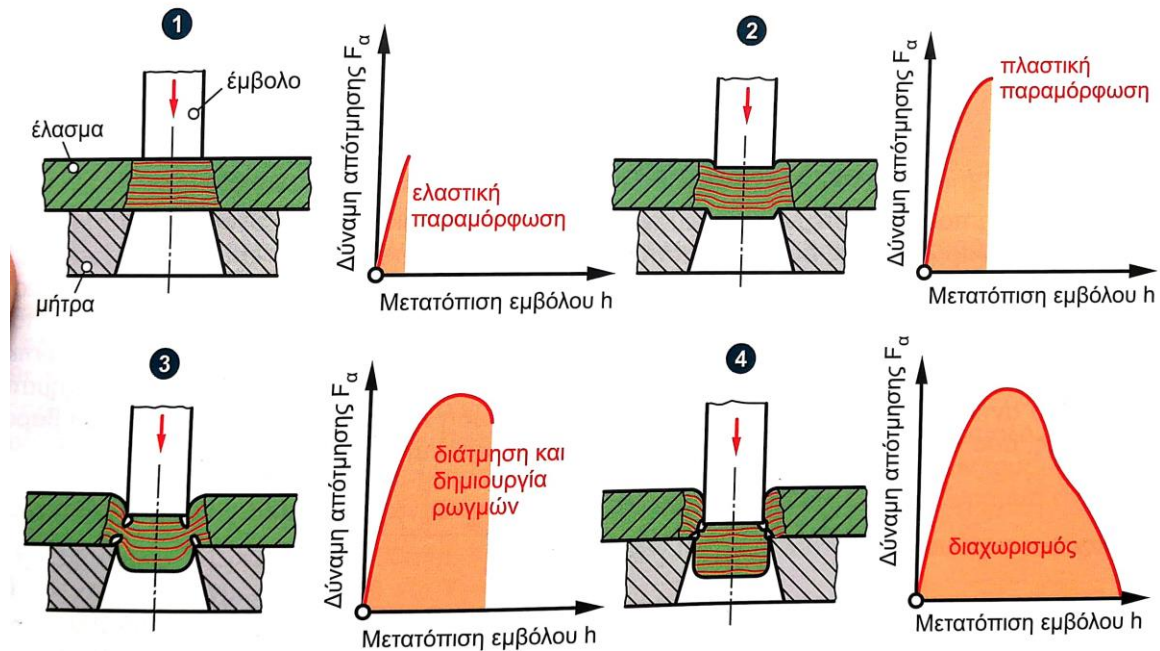 1
έμβολο
έλασμα
μήτρα
Δύναμη απότμησης Fα
ελαστική
παραμόρφωση
Μετατόπιση εμβόλου h
2
Δύναμη απότμησης Fα
πλαστική
παραμόρφωση
Μετατόπιση εμβόλου h
3
Δύναμη απότμησης Fα
διάτμηση και
δημιουργία
ρωγμών
Μετατόπιση εμβόλου h
4
Δύναμη απότμησης Fα
διαχωρισμός
Μετατόπιση εμβόλου h